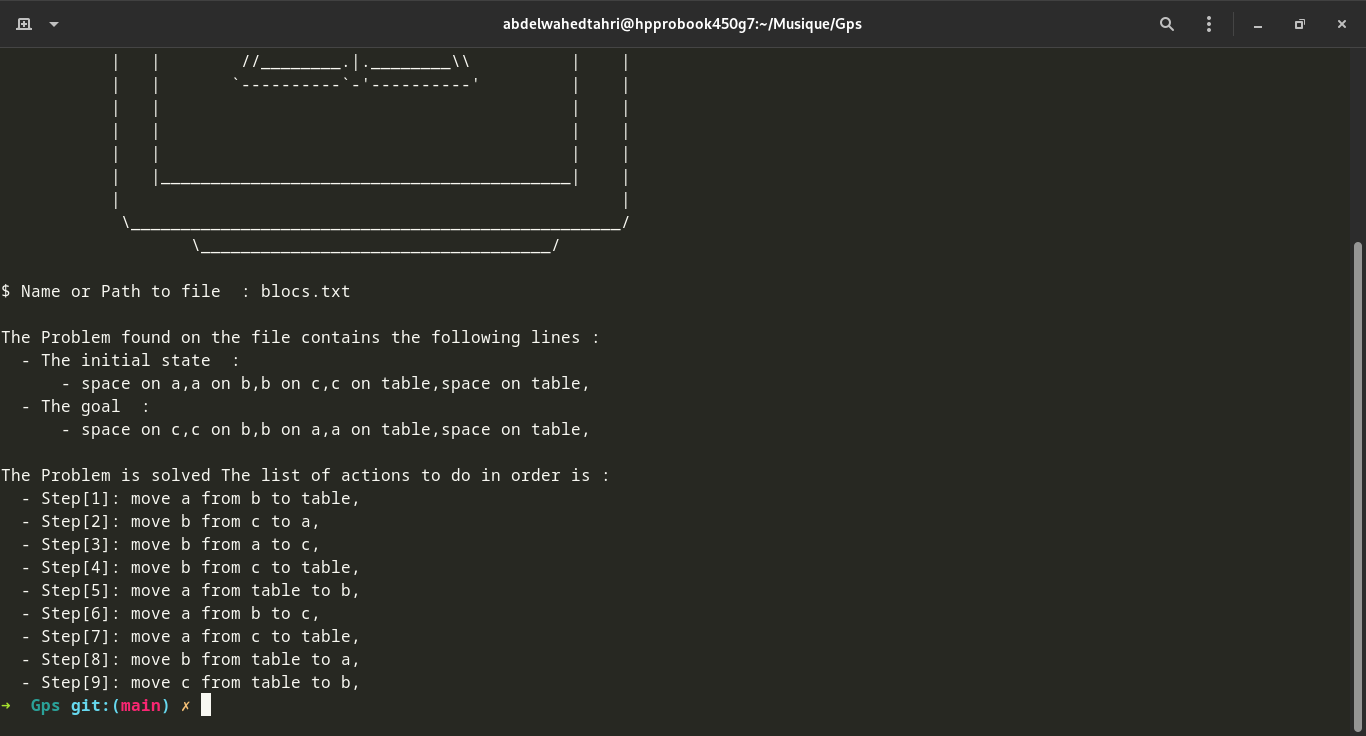 abdelwahedtahri@hpprobook450g7:~/Musique/Gps
|   |        //________.|.________\\          |    |
|   |       `----------`-'----------'         |    |
|   |                                         |    |
|   |                                         |    |
|   |                                         |    |
|   |_________________________________________|    |
|                                                  |
\_________________________________________________/
\___________________________________/
$ Name or Path to file  : blocs.txt
The Problem found on the file contains the following lines :
- The initial state  :
- space on a,a on b,b on c,c on table,space on table,
- The goal  :
- space on c,c on b,b on a,a on table,space on table,
The Problem is solved The list of actions to do in order is :
- Step[1]: move a from b to table,
- Step[2]: move b from c to a,
- Step[3]: move b from a to c,
- Step[4]: move b from c to table,
- Step[5]: move a from table to b,
- Step[6]: move a from b to c,
- Step[7]: move a from c to table,
- Step[8]: move b from table to a,
- Step[9]: move c from table to b,
→  Gps git:(main) ✗